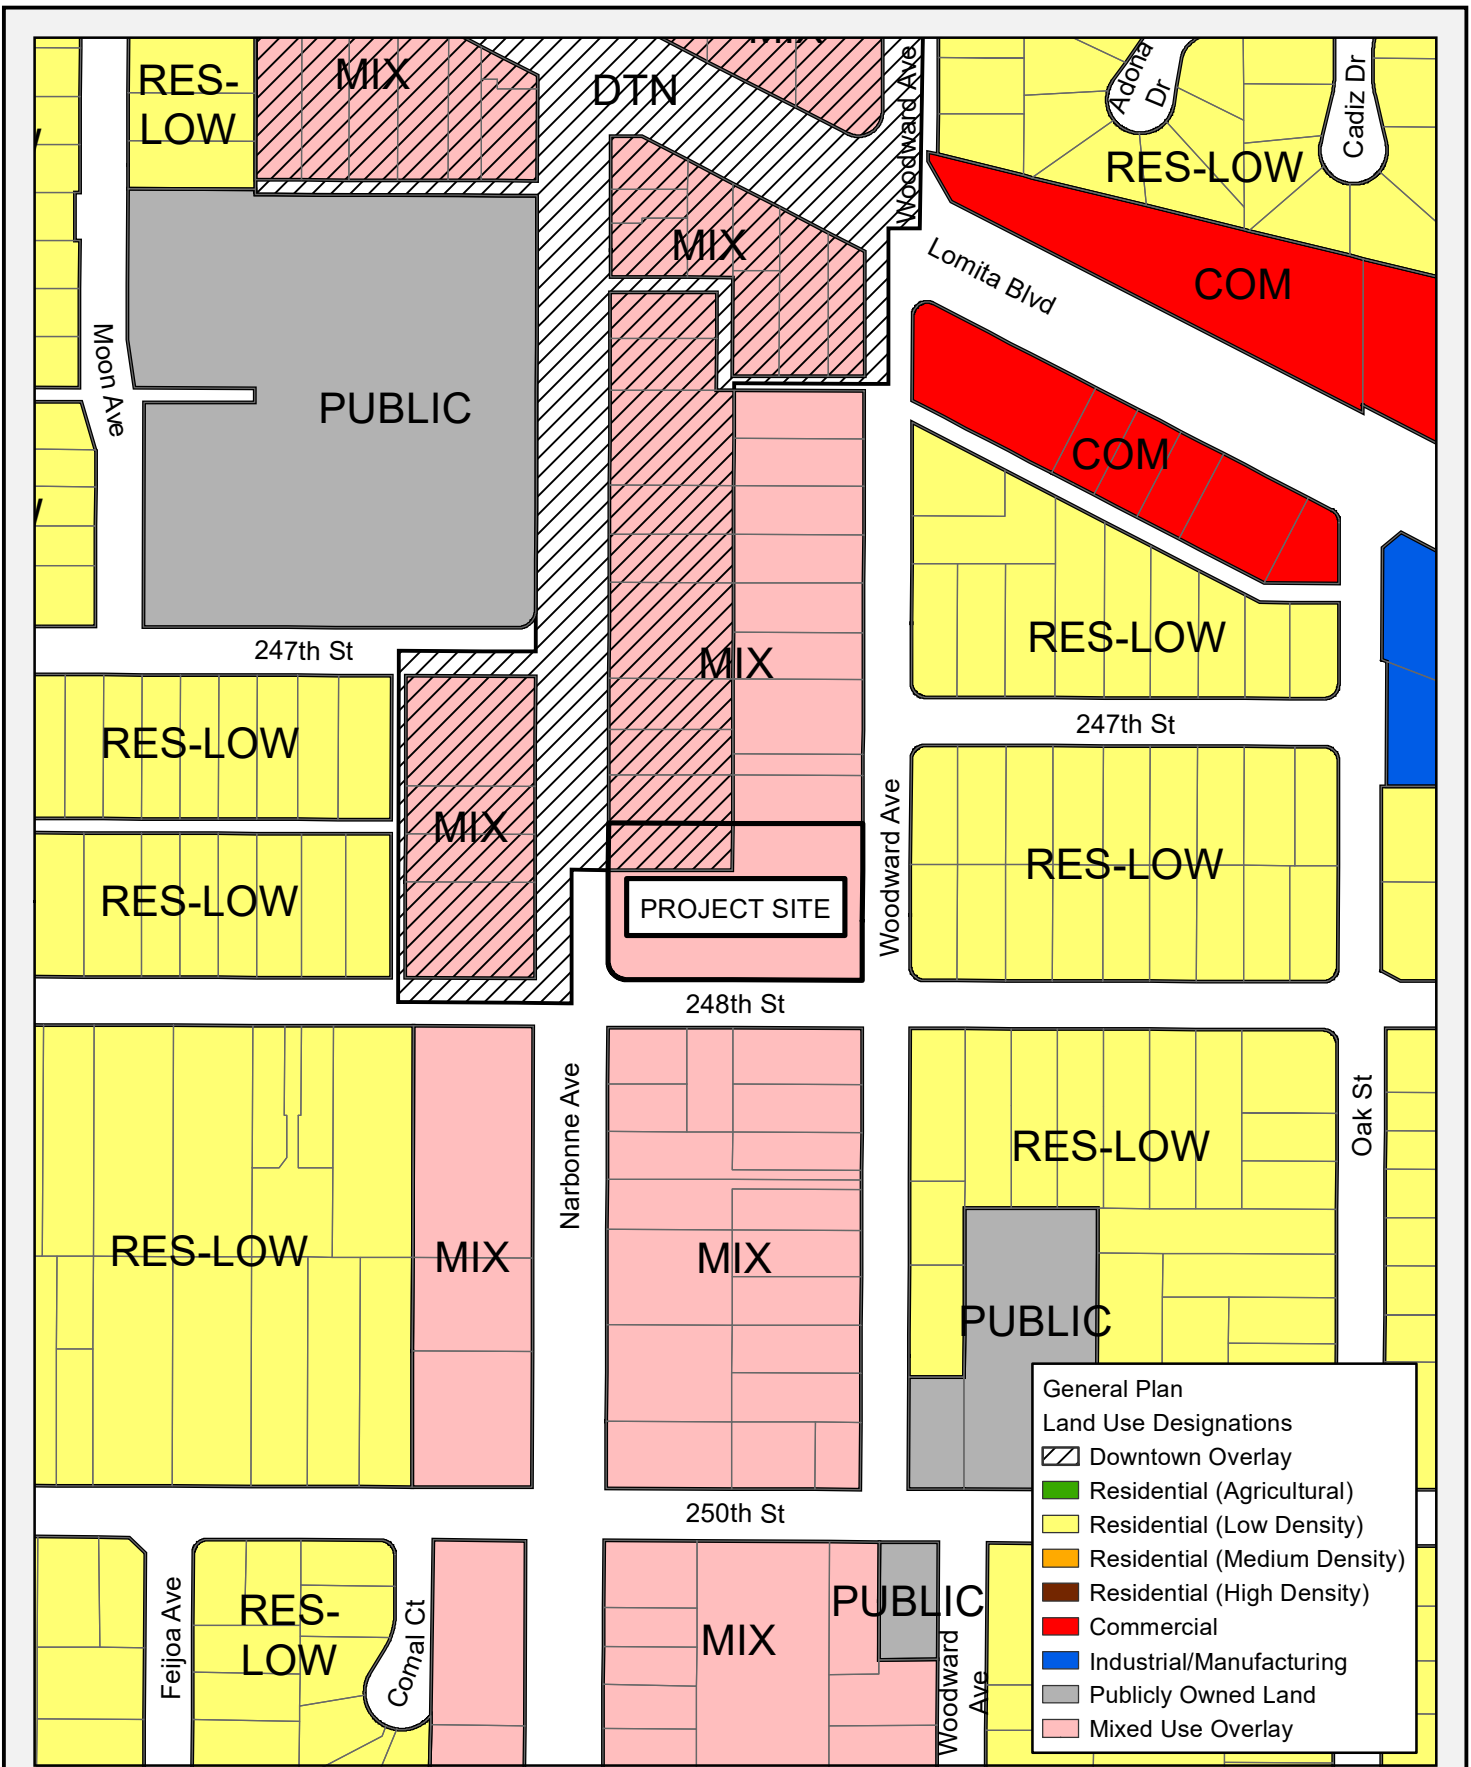 RES-
LOW
MIX
DTN
MIX
Woodward Ave
Adona
Dr
Cadiz Dr
RES-LOW
MIX
Lomita Blvd
COM
Moon Ave
PUBLIC
COM
247th St
RES-LOW
MIX
247th St
RES-LOW
MIX
Woodward Ave
RES-LOW
RES-LOW
PROJECT SITE
248th St
Narbonne Ave
Oak St
RES-LOW
RES-LOW
MIX
MIX
PUBLIC
250th St
Feijoa Ave
RES-
LOW
Comal Ct
MIX
PUBLIC
Woodward
Ave
General Plan
Land Use Designations
Downtown Overlay
Residential (Agricultural)
Residential (Low Density)
Residential (Medium Density)
Residential (High Density)
Commercial
Industrial/Manufacturing
Publicly Owned Land
Mixed Use Overlay